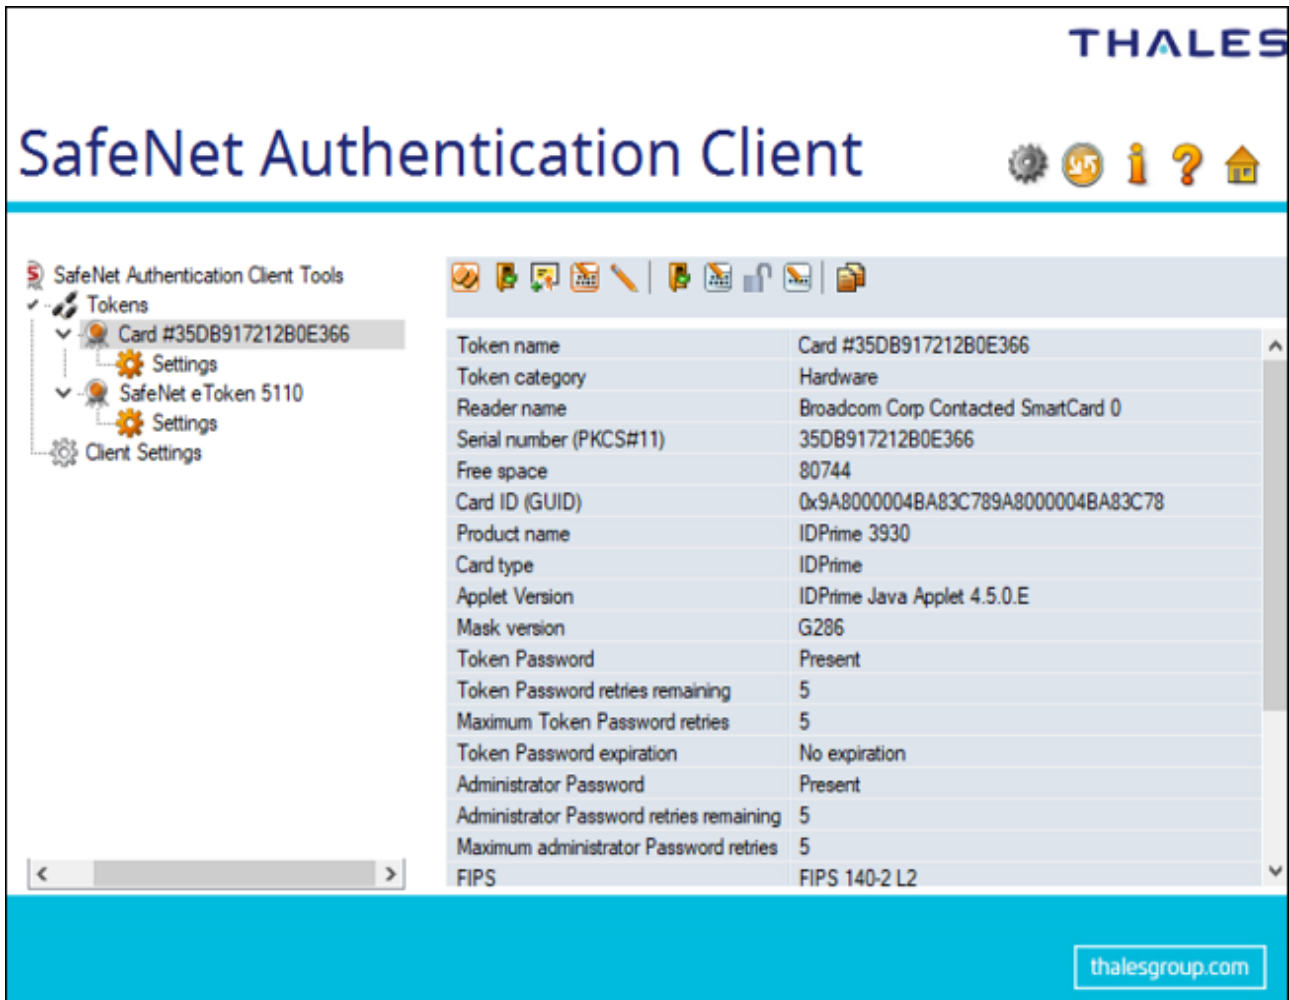 THALES
SafeNet Authentication Client
SafeNet Authentication Client Tools
Tokens
Card #35DB917212B0E366
Settings
SafeNet eToken 5110
Settings
Client Settings
Token name Card #35DB917212B0E366
Token category Hardware
Reader name Broadcom Corp Contacted SmartCard 0
Serial number (PKCS#11) 35DB917212B0E366
Free space 80744
Card ID (GUID) 0x9A8000004BA83C789A8000004BA83C78
Product name IDPrime 3930
Card type IDPrime
Applet Version IDPrime Java Applet 4.5.0.E
Mask version G286
Token Password Present
Token Password retries remaining 5
Maximum Token Password retries 5
Token Password expiration No expiration
Administrator Password Present
Administrator Password retries remaining 5
Maximum administrator Password retries 5
FIPS FIPS 140-2 L2
thalesgroup.com